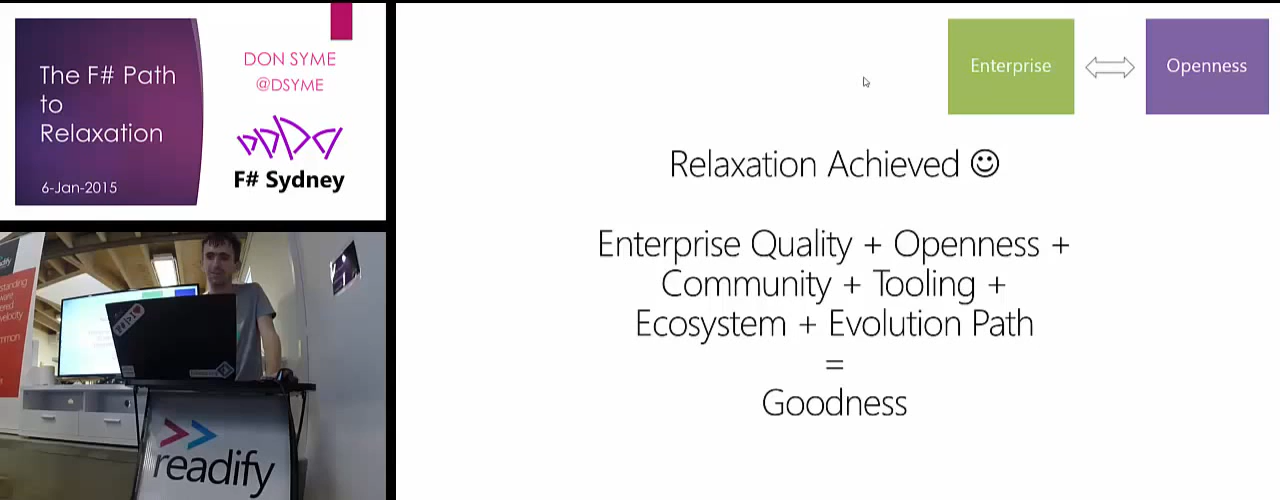 The F# Path
to
Relaxation
6-Jan-2015
DON SYME
@DSYME
F# Sydney
Enterprise
Openness
Relaxation Achieved ☺
Enterprise Quality + Openness +
Community + Tooling +
Ecosystem + Evolution Path
=
Goodness
readify